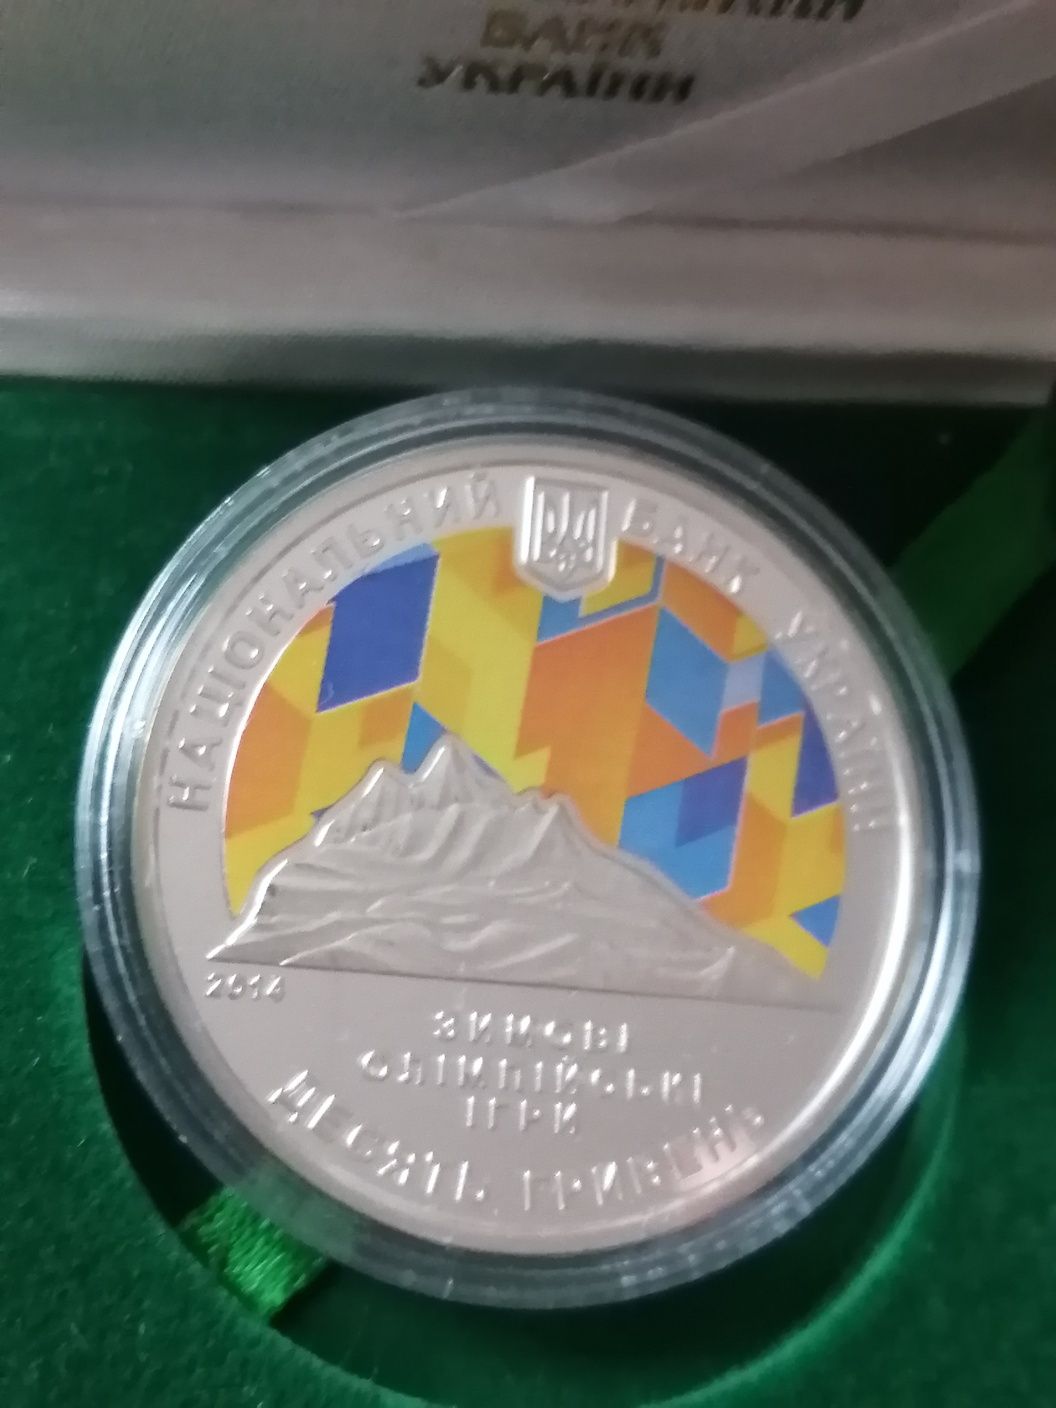 БАНК
УКРАЇНИ
НАЦІОНАЛЬНИЙ БАНК УКРАЇНИ
2014
ЗИМОВІ
ОЛІМПІЙСЬКІ
ІГРИ
ДЕСЯТЬ ГРИВЕНЬ